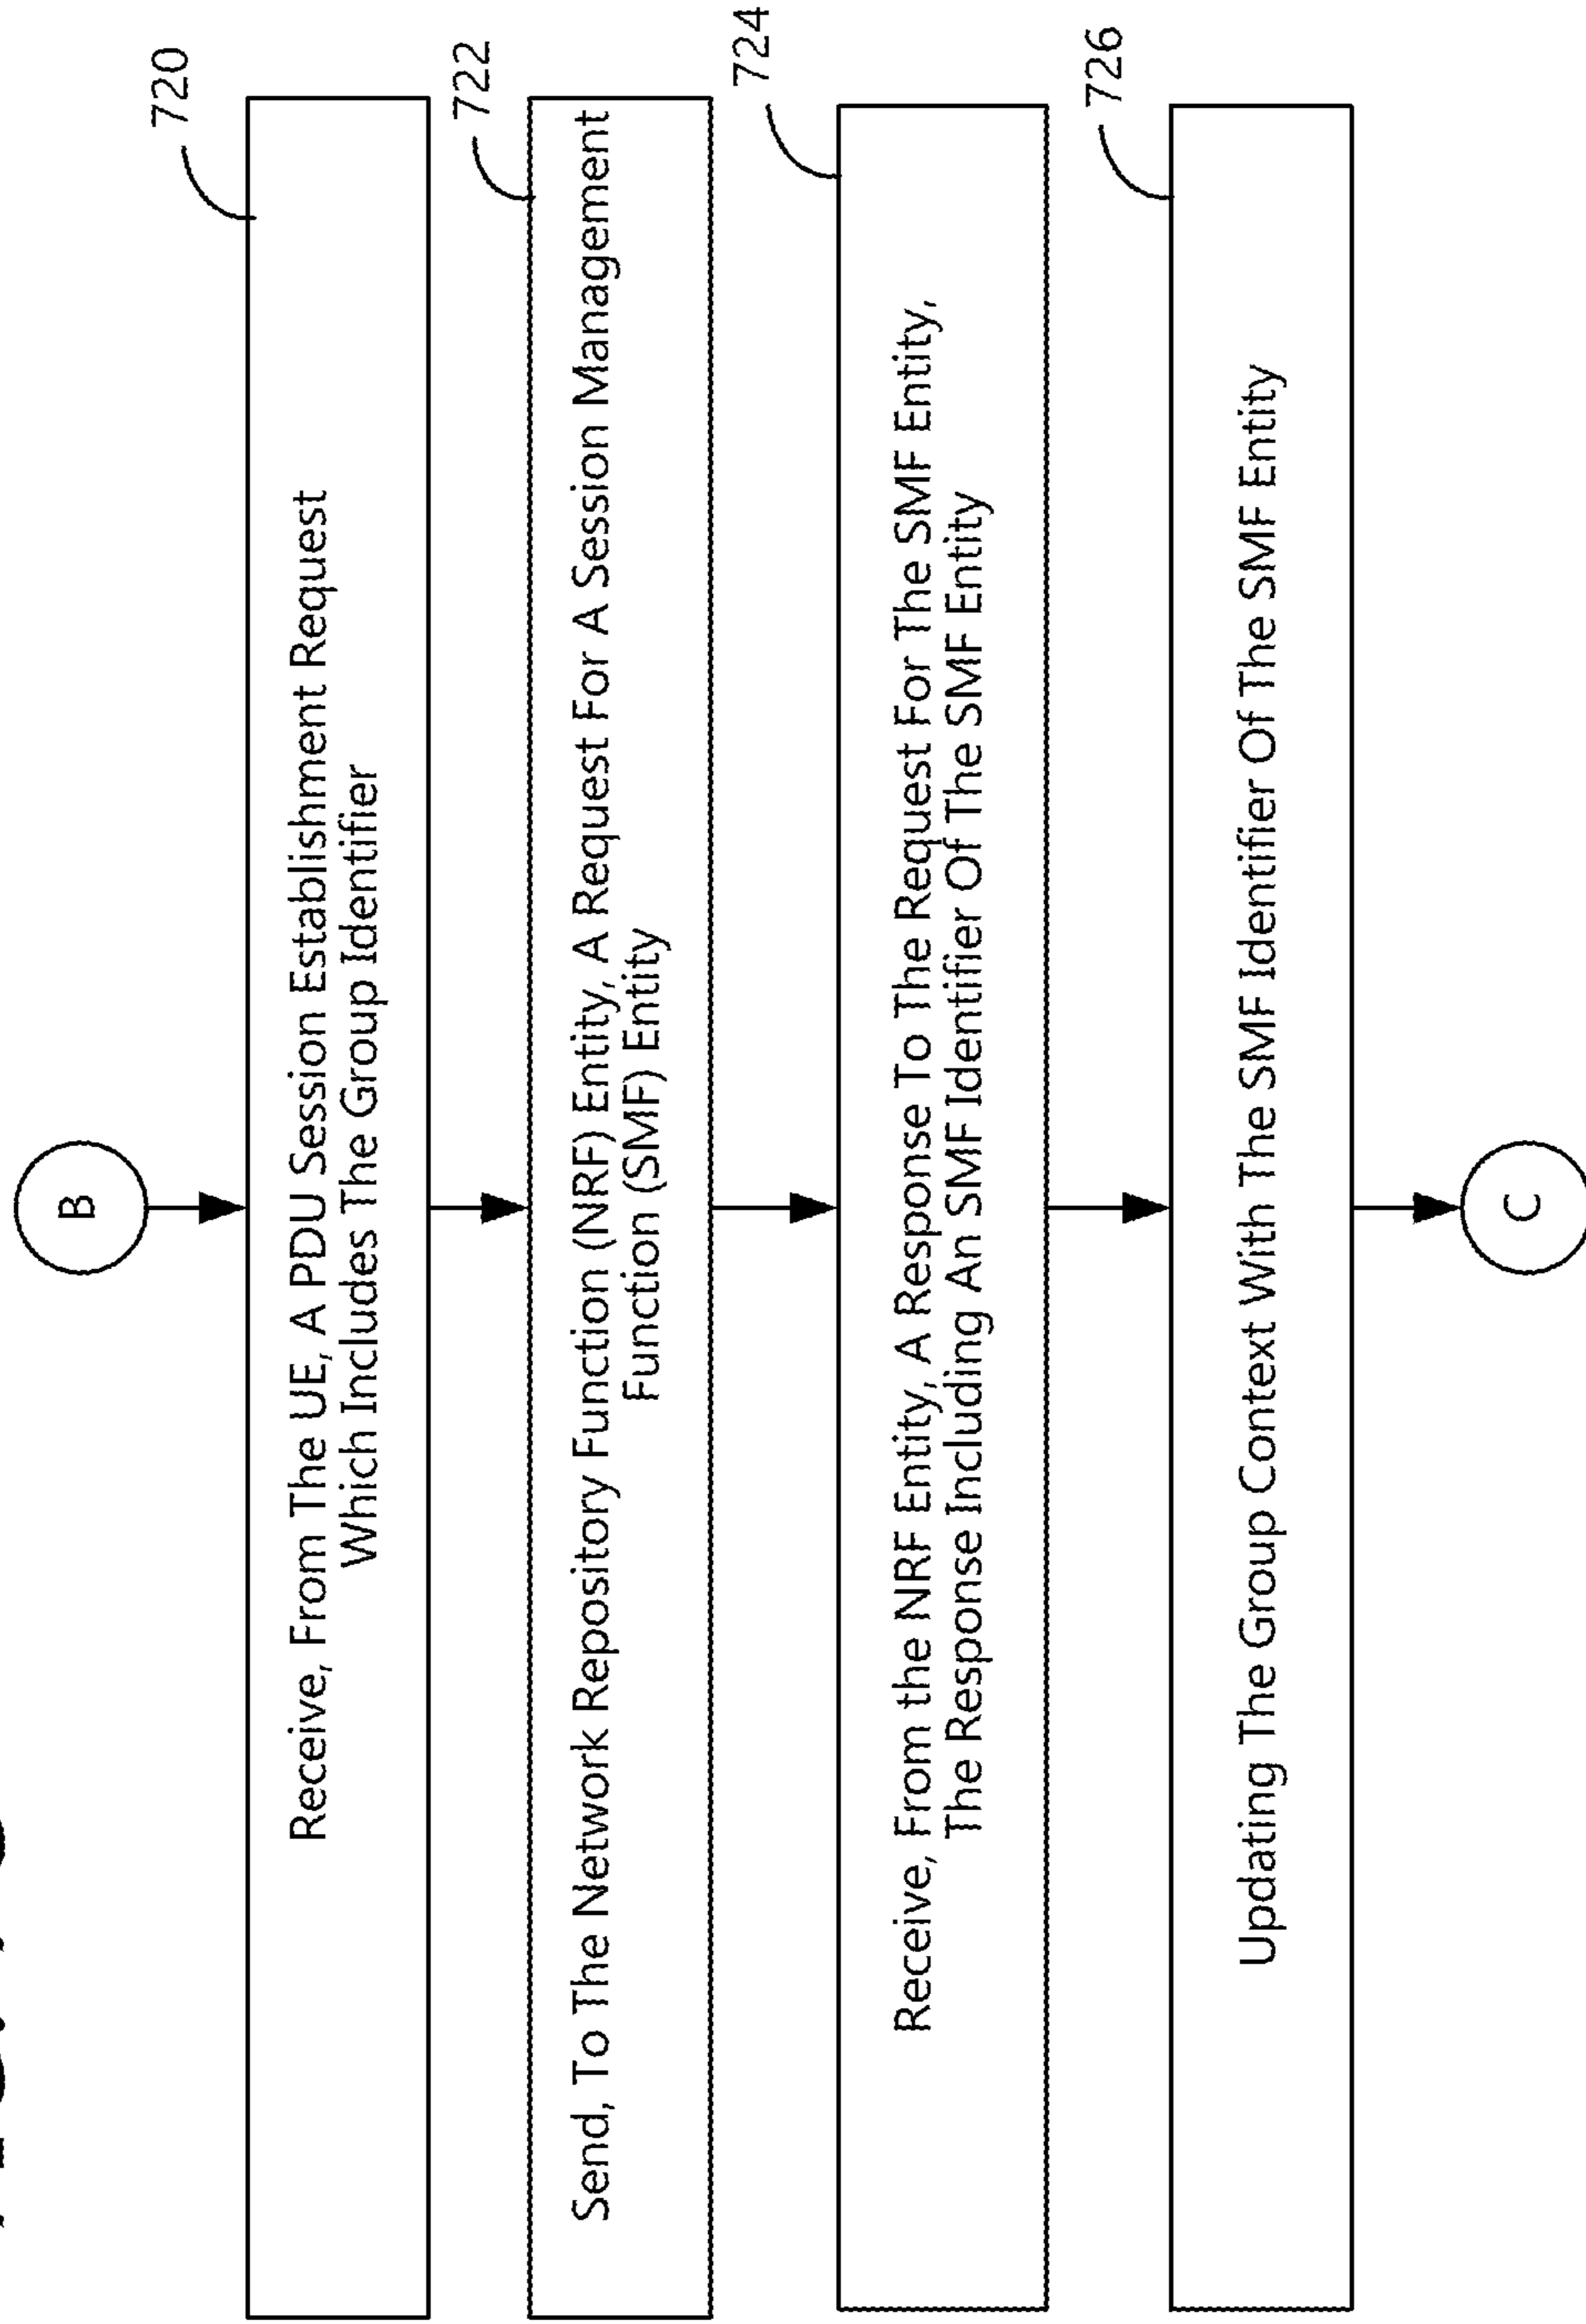 B
720
Receive, From The UE, A PDU Session Establishment Request
Which Includes The Group Identifier
722
Send, To The Network Repository Function (NRF) Entity, A Request For A Session Management
Function (SMF) Entity
724
Receive, From the NRF Entity, A Response To The Request For The SMF Entity,
The Response Including An SMF Identifier Of The SMF Entity
726
Updating The Group Context With The SMF Identifier Of The SMF Entity
C